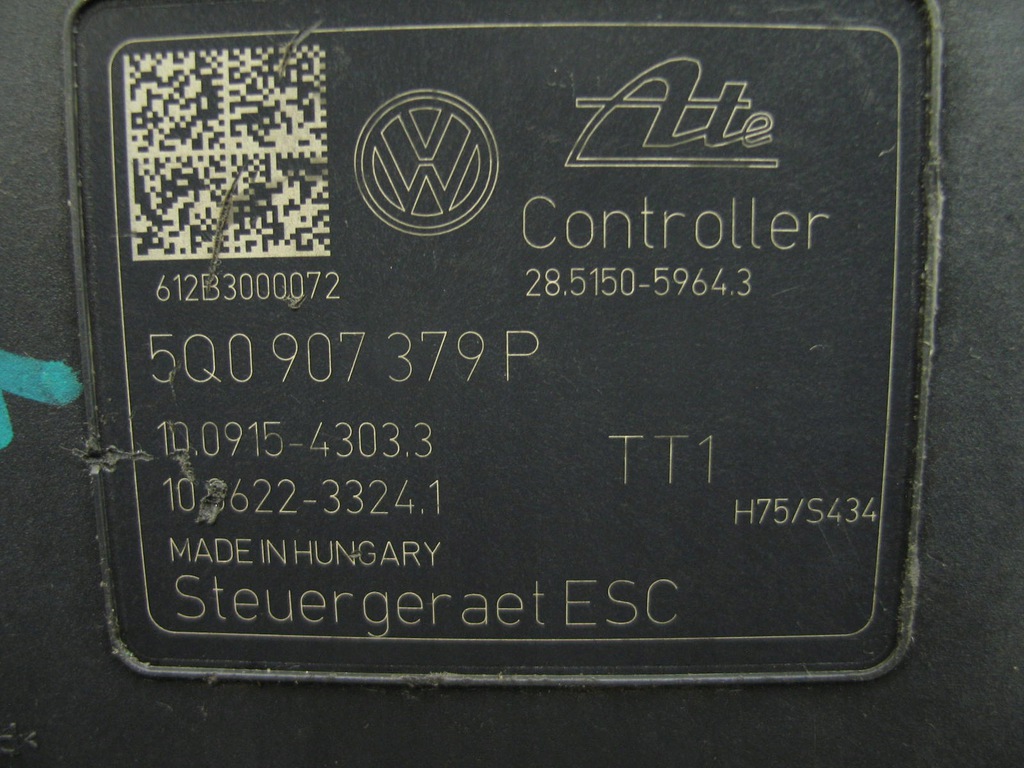 Ate
Controller
612B3000072
28.5150-5964.3
5Q0 907 379 P
10.0915-4303.3
TT1
H75/S434
MADE IN HUNGARY
Steuergeraet ESC